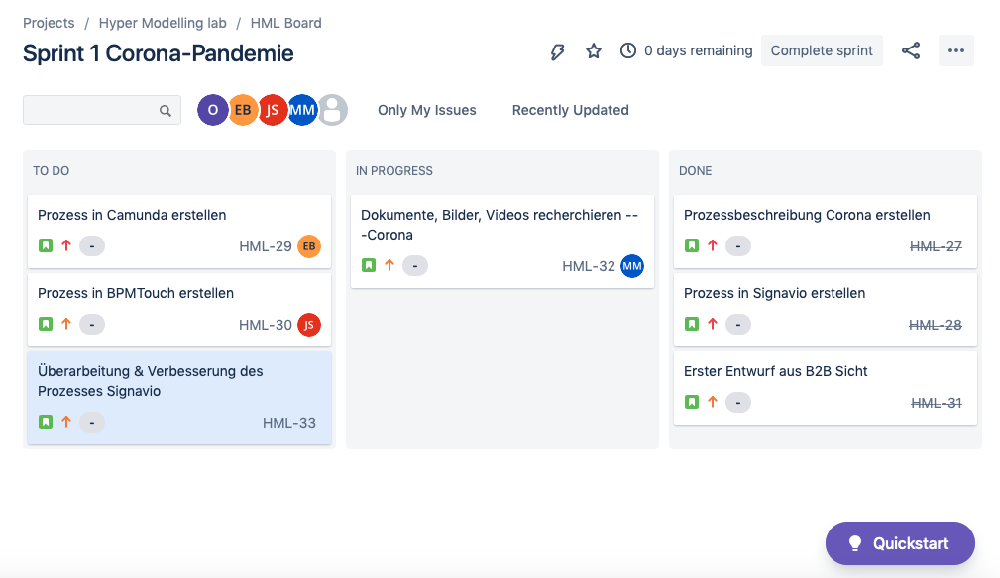 Projects / Hyper Modelling lab / HML Board
Sprint 1 Corona-Pandemie
0 days remaining
Complete sprint
O EB JS MM
Only My Issues
Recently Updated
TO DO
Prozess in Camunda erstellen
- HML-29 EB
Prozess in BPMTouch erstellen
- HML-30 JS
Überarbeitung & Verbesserung des
Prozesses Signavio
- HML-33
IN PROGRESS
Dokumente, Bilder, Videos recherchieren --
-Corona
- HML-32 MM
DONE
Prozessbeschreibung Corona erstellen
- HML-27
Prozess in Signavio erstellen
- HML-28
Erster Entwurf aus B2B Sicht
- HML-31
Quickstart